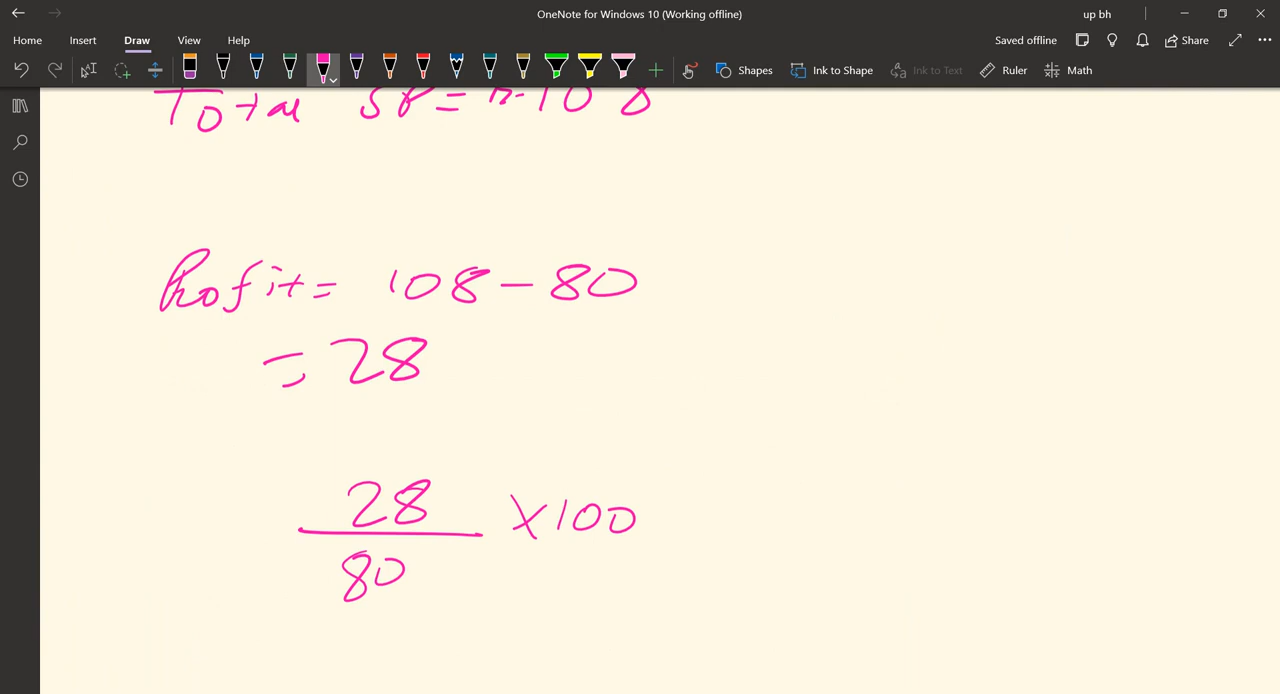 OneNote for Windows 10 (Working offline) up bh
Home Insert Draw View Help Saved offline Share
Shapes Ink to Shape Ink to Text Ruler Math
Total SP = 108
Profit = 108 - 80
= 28
28
× 100
80